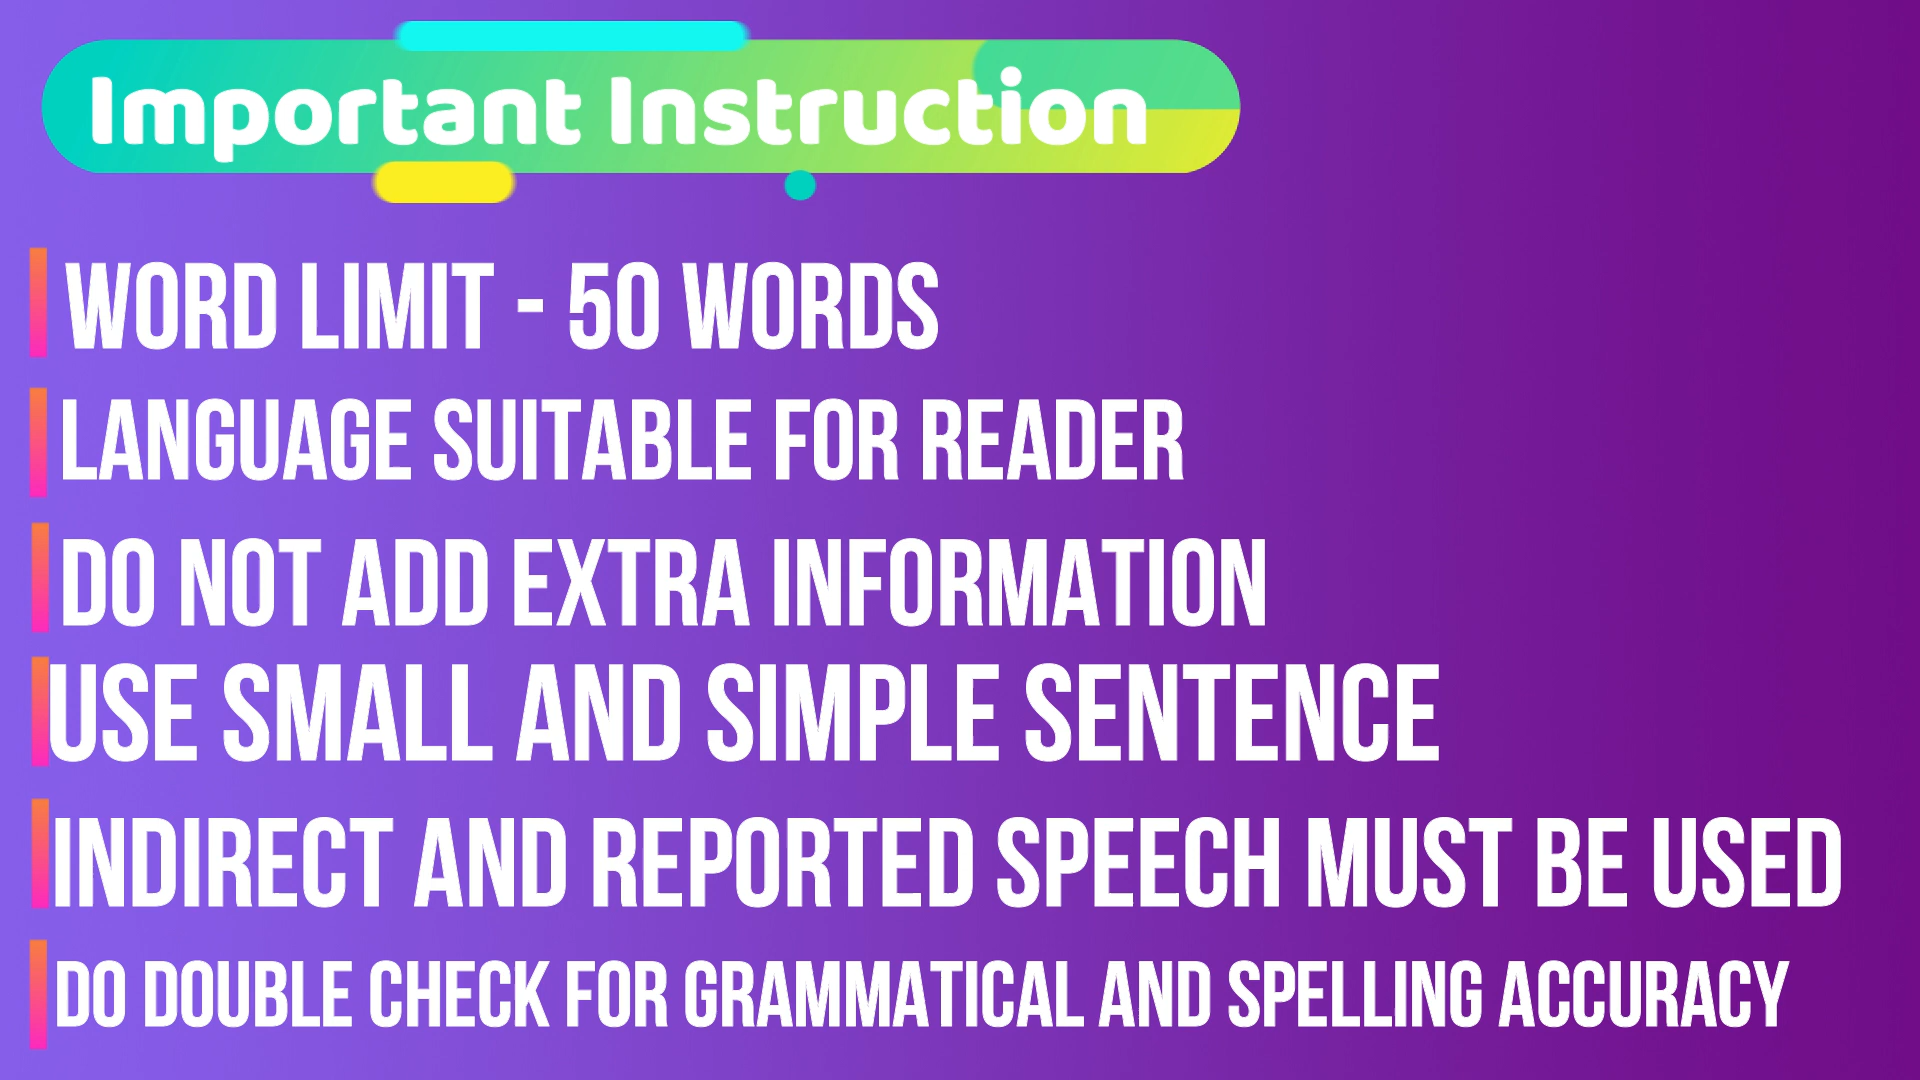 Important Instruction
WORD LIMIT - 50 WORDS
LANGUAGE SUITABLE FOR READER
DO NOT ADD EXTRA INFORMATION
USE SMALL AND SIMPLE SENTENCE
INDIRECT AND REPORTED SPEECH MUST BE USED
DO DOUBLE CHECK FOR GRAMMATICAL AND SPELLING ACCURACY